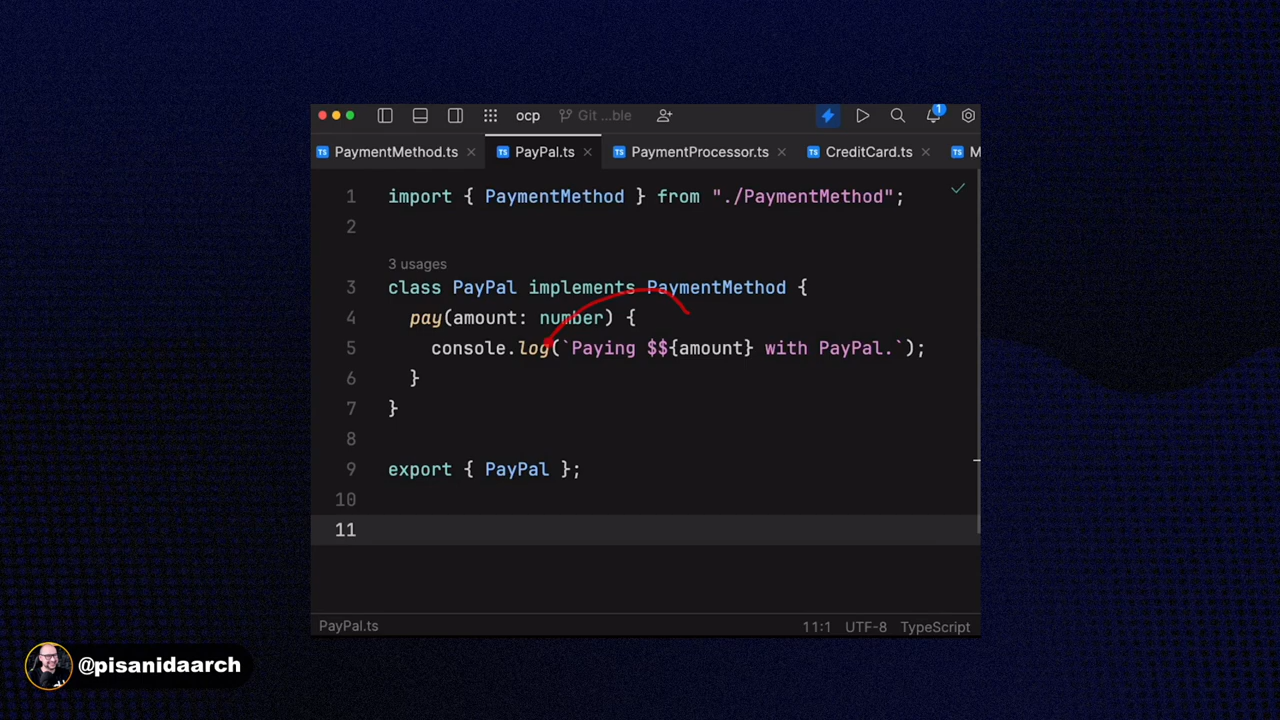 ocp Git ...ble 1
PaymentMethod.ts PayPal.ts PaymentProcessor.ts CreditCard.ts M
1 import { PaymentMethod } from "./PaymentMethod";
2
3 usages
3 class PayPal implements PaymentMethod {
4 pay(amount: number) {
5 console.log(`Paying $${amount} with PayPal.`);
6 }
7 }
8
9 export { PayPal };
10
11
PayPal.ts 11:1 UTF-8 TypeScript
@pisanidaarch